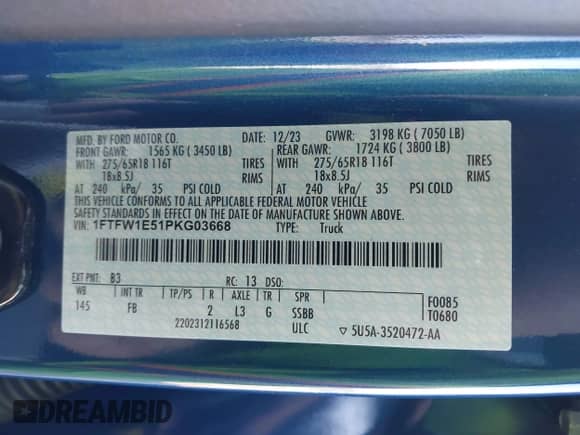 MFD. BY FORD MOTOR CO. DATE: 12/23 GVWR: 3198 KG ( 7050 LB)
FRONT GAWR: 1565 KG ( 3450 LB) REAR GAWR: 1724 KG ( 3800 LB)
WITH 275/65R18 116T TIRES WITH 275/65R18 116T TIRES
18x8.5J RIMS 18x8.5J RIMS
AT 240 kPa/ 35 PSI COLD AT 240 kPa/ 35 PSI COLD
THIS VEHICLE CONFORMS TO ALL APPLICABLE FEDERAL MOTOR VEHICLE
SAFETY AND THEFT PREVENTION STANDARDS IN EFFECT ON THE DATE OF MANUFACTURE SHOWN ABOVE.
VIN: 1FTFW1E51PKG03668 TYPE: Truck
EXT PNT: B3 RC: 13 DSO:
WB INT TR TP/PS R AXLE TR SPR F0085
145 FB 2 L3 G SSBB T0680
2202312116568 ULC ▽ 5U5A-3520472-AA
DREAMBID